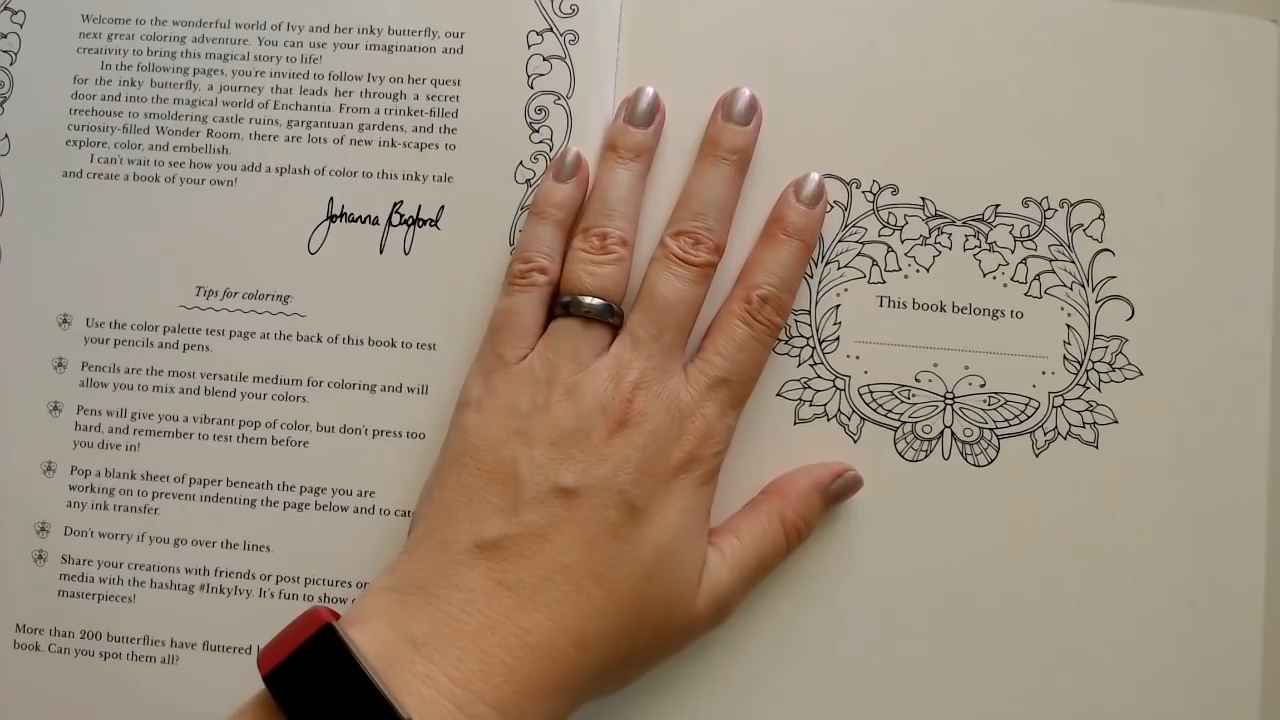 Welcome to the wonderful world of Ivy and her inky butterfly, our
next great coloring adventure. You can use your imagination and
creativity to bring this magical story to life!
In the following pages, you're invited to follow Ivy on her quest
for the inky butterfly, a journey that leads her through a secret
door and into the magical world of Enchantia. From a trinket-filled
treehouse to smoldering castle ruins, gargantuan gardens, and the
curiosity-filled Wonder Room, there are lots of new ink-scapes to
explore, color, and embellish.
I can't wait to see how you add a splash of color to this inky tale
and create a book of your own!
Johanna Basford
Tips for coloring:
Use the color palette test page at the back of this book to test
your pencils and pens.
Pencils are the most versatile medium for coloring and will
allow you to mix and blend your colors.
Pens will give you a vibrant pop of color, but don't press too
hard, and remember to test them before
you dive in!
Pop a blank sheet of paper beneath the page you are
working on to prevent indenting the page below and to
any ink transfer.
Don't worry if you go over the lines.
Share your creations with friends or post pictures
media with the hashtag #InkyIvy. It's fun to show
masterpieces!
More than 200 butterflies have fluttered
book. Can you spot them all?
This book belongs to